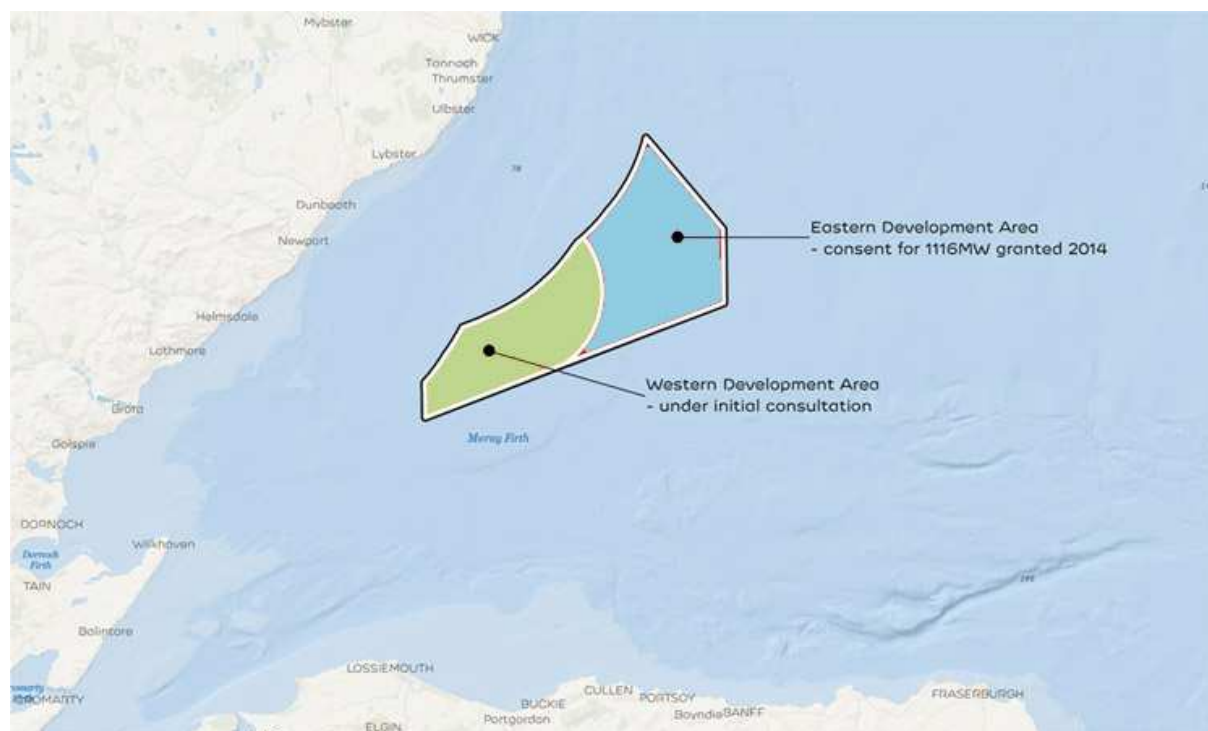 Mybster
WICK
Tannach
Thrumster
Ulbster
Lybster
78
Dunbeath
Newport
Eastern Development Area
- consent for 1116MW granted 2014
Helmsdale
Lothmore
Western Development Area
- under initial consultation
Brora
Moray Firth
Golspie
DORNOCH
Wilkhaven
Dornoch
Firth
TAIN
191
Balintore
LOSSIEMOUTH
CROMARTY
CULLEN
PORTSOY
FRASERBURGH
BUCKIE
Portgordon
Boyndie
BANFF
ELGIN